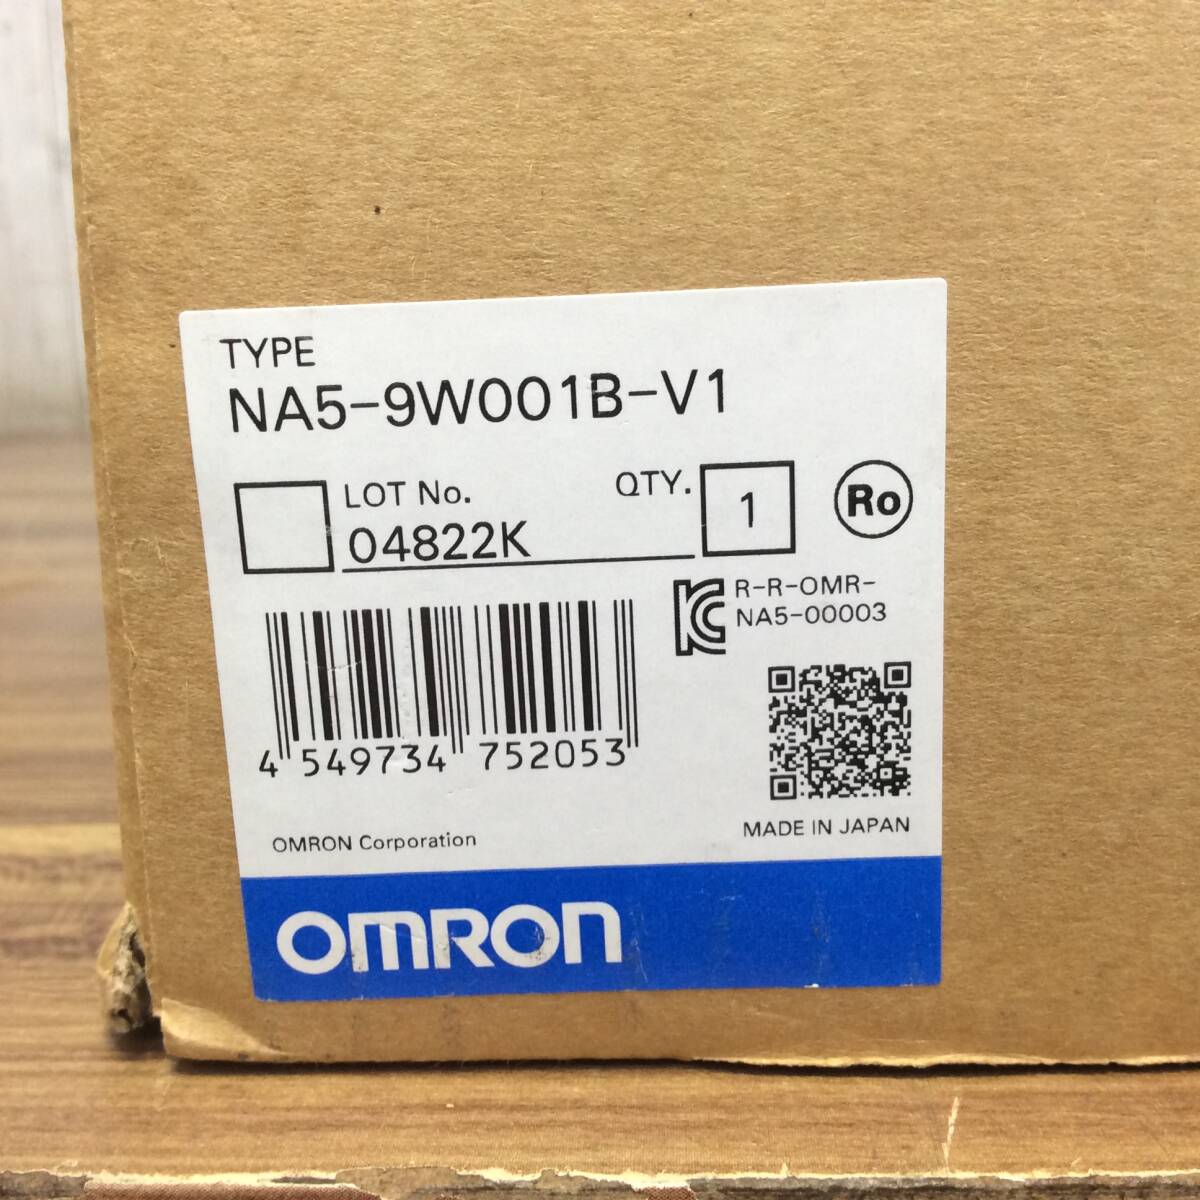 TYPE
NA5-9W001B-V1
LOT No.
04822K
QTY.
1
Ro
R-R-OMR-
NA5-00003
4 549734 752053
MADE IN JAPAN
OMRON Corporation
OMRON